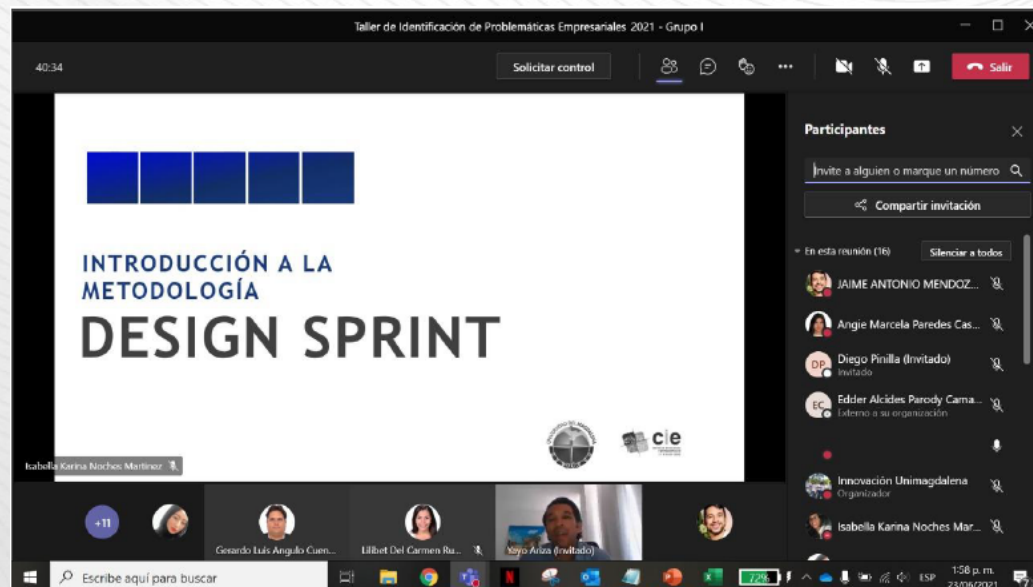 Taller de Identificación de Problemáticas Empresariales 2021 - Grupo I
40:34
Solicitar control
Salir
INTRODUCCIÓN A LA
METODOLOGÍA
DESIGN SPRINT
c|e
Isabella Karina Noches Martinez
Participantes
Invite a alguien o marque un número
Compartir invitación
En esta reunión (16)
Silenciar a todos
JAIME ANTONIO MENDOZ...
Angie Marcela Paredes Cas...
DP
Diego Pinilla (Invitado)
Invitado
EC
Edder Alcides Parody Cama...
Externo a su organización
Innovación Unimagdalena
Organizador
Isabella Karina Noches Mar...
+11
Gerardo Luis Angulo Cuen...
Lilibet Del Carmen Ru...
Yayo Ariza (Invitado)
Escribe aquí para buscar
72%
ESP
1:58 p. m.
23/06/2021